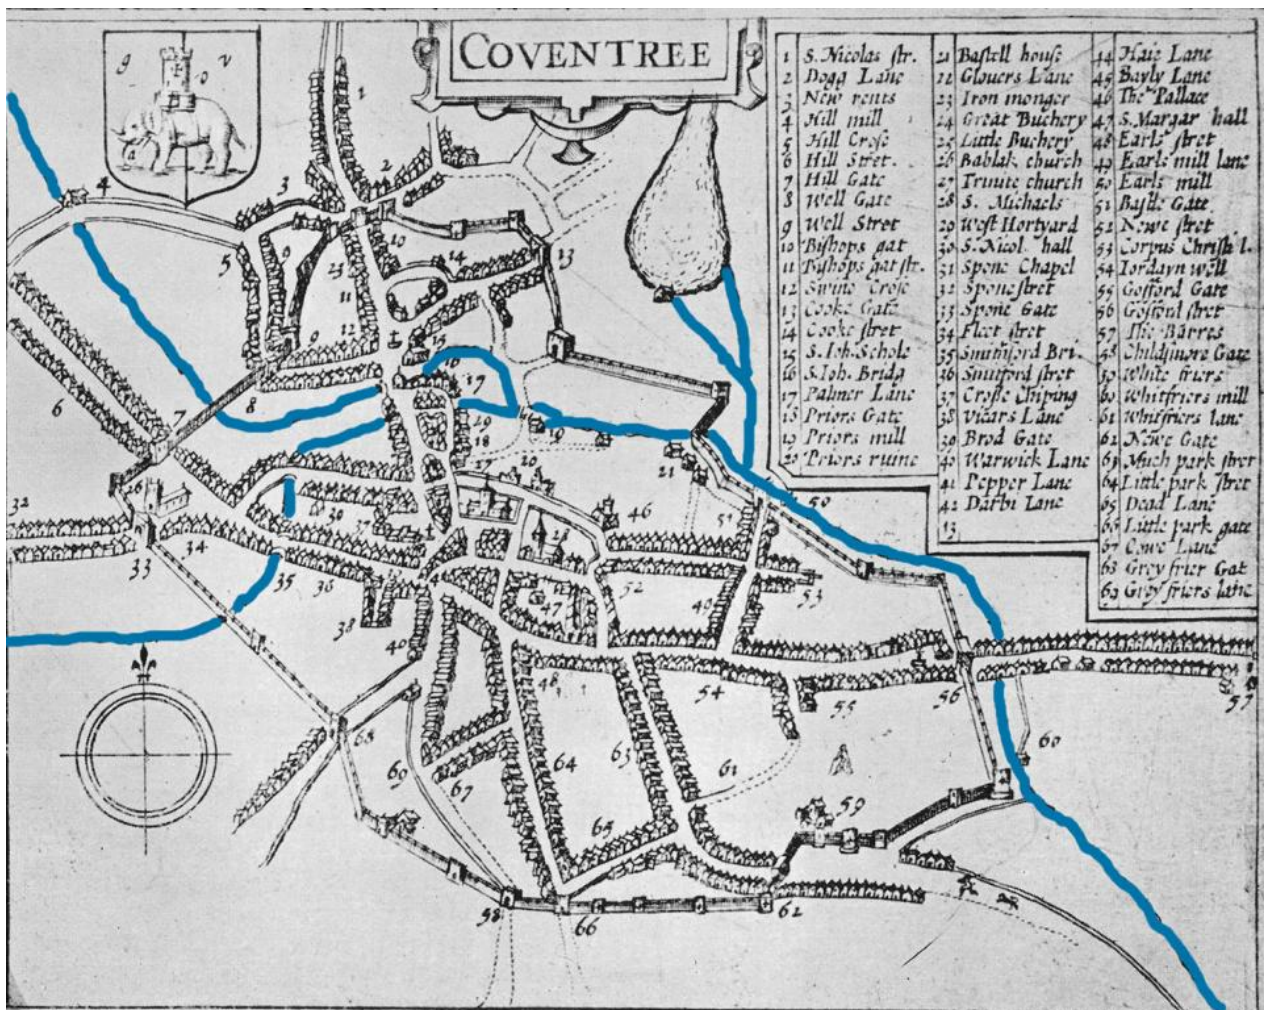 COVENTREE
1 S. Nicolas str.
2 Dogg Lane
3 New rents
4 Hill mill
5 Hill Crose
6 Hill Stret.
7 Hill Gate
8 Well Gate
9 Well Stret
10 Bishops gat
11 Bishops gat str.
12 Swine Crose
13 Cooke Gate
14 Cooke stret
15 S. Ioh. Schole
16 S. Ioh. Bridg
17 Palmer Lane
18 Priors Gate
19 Priors mill
20 Priors ruine
21 Bastell house
22 Glouers Lane
23 Iron monger
24 Great Buchery
25 Little Buchery
26 Bablak church
27 Trinite church
28 S. Michaels
29 West Hortyard
30 S. Nicol. hall
31 Spone Chapel
32 Spone stret
33 Spone Gate
34 Fleet stret
35 Smithford Bri.
36 Smitford stret
37 Crosse Chiping
38 Vicars Lane
39 Brod Gate
40 Warwick Lane
41 Pepper Lane
42 Darbi Lane
13
44 Haie Lane
45 Bayly Lane
46 The Pallace
47 S. Margar hall
48 Earls stret
49 Earls mill lane
50 Earls mill
51 Bastle Gate
52 Newe stret
53 Corpus Christi l.
54 Iordayn well
55 Gosford Gate
56 Gosford stret
57 The Barres
58 Childsmore Gate
59 White friers
60 Whitfriers mill
61 Whitfriers lane
62 Newe Gate
63 Much park stret
64 Little park stret
65 Dead Lane
66 Little park gate
67 Cowe Lane
68 Grey frier Gat
69 Grey friers lane